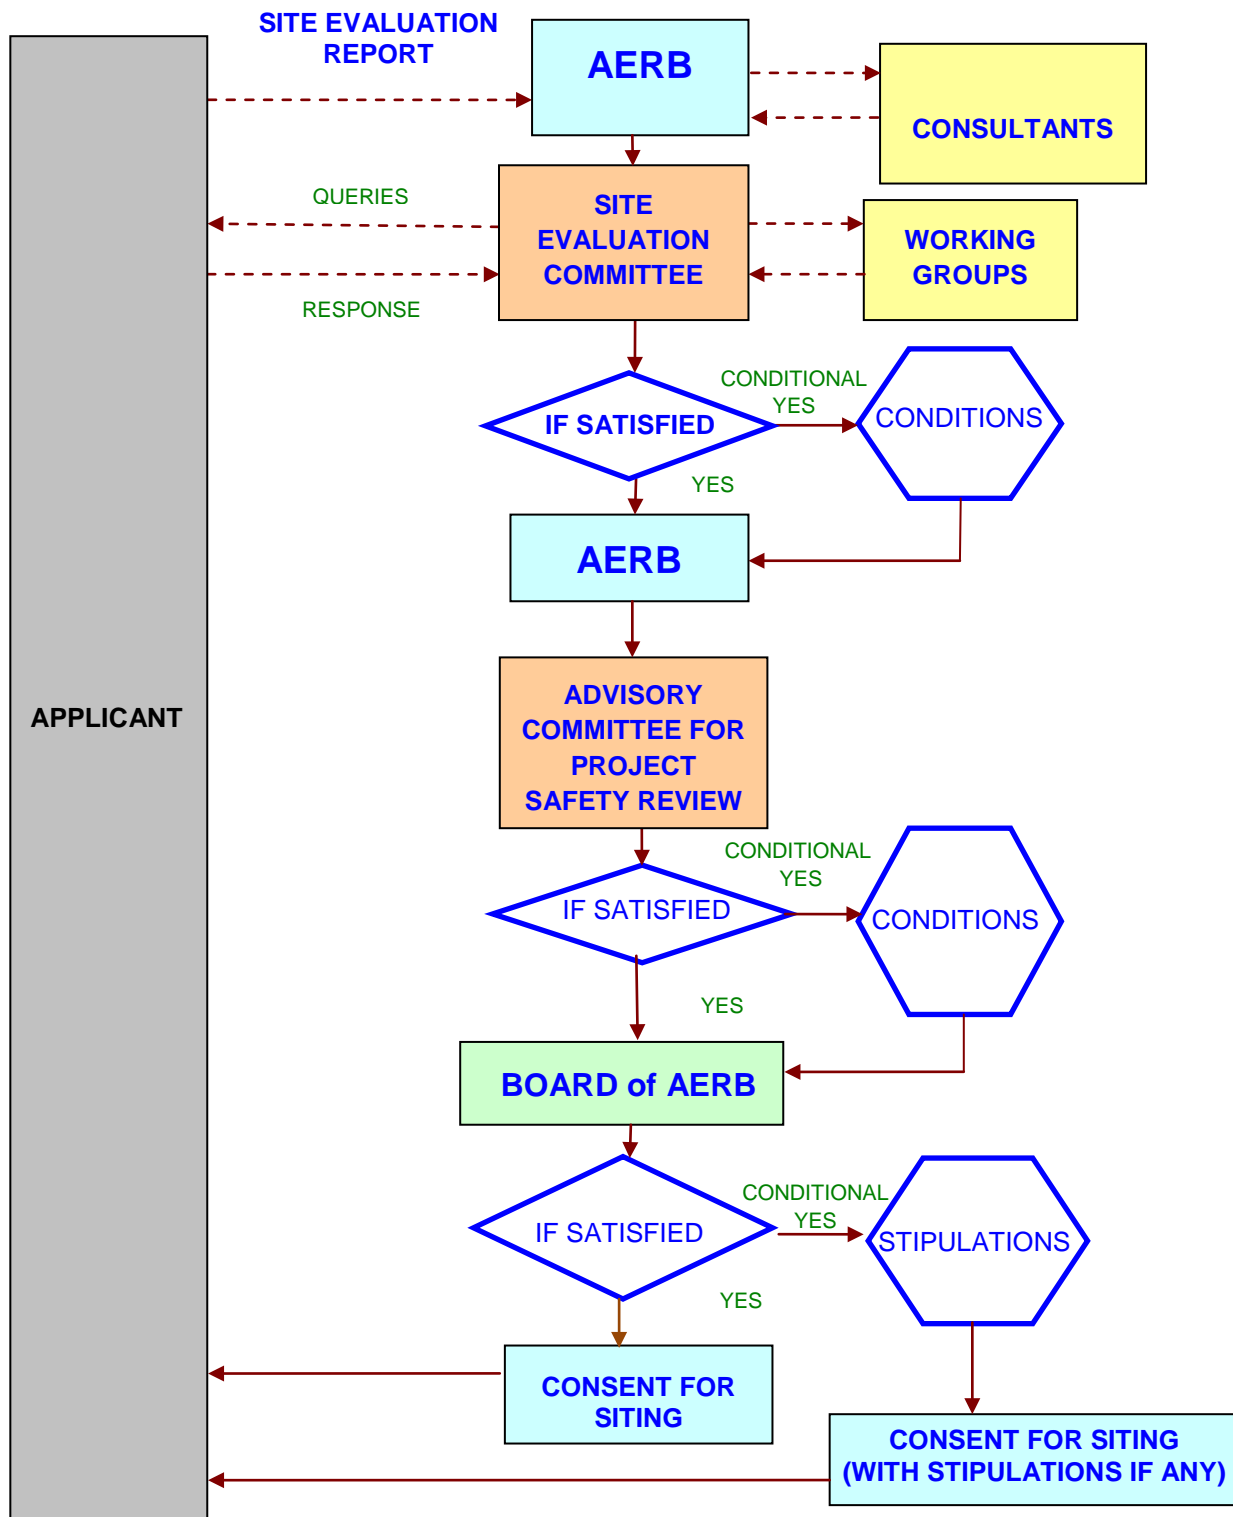 SITE EVALUATION
REPORT
AERB
CONSULTANTS
QUERIES
SITE
EVALUATION
COMMITTEE
WORKING
GROUPS
RESPONSE
CONDITIONAL
YES
IF SATISFIED
CONDITIONS
YES
AERB
APPLICANT
ADVISORY
COMMITTEE FOR
PROJECT
SAFETY REVIEW
CONDITIONAL
YES
IF SATISFIED
CONDITIONS
YES
BOARD of AERB
CONDITIONAL
YES
IF SATISFIED
STIPULATIONS
YES
CONSENT FOR
SITING
CONSENT FOR SITING
(WITH STIPULATIONS IF ANY)